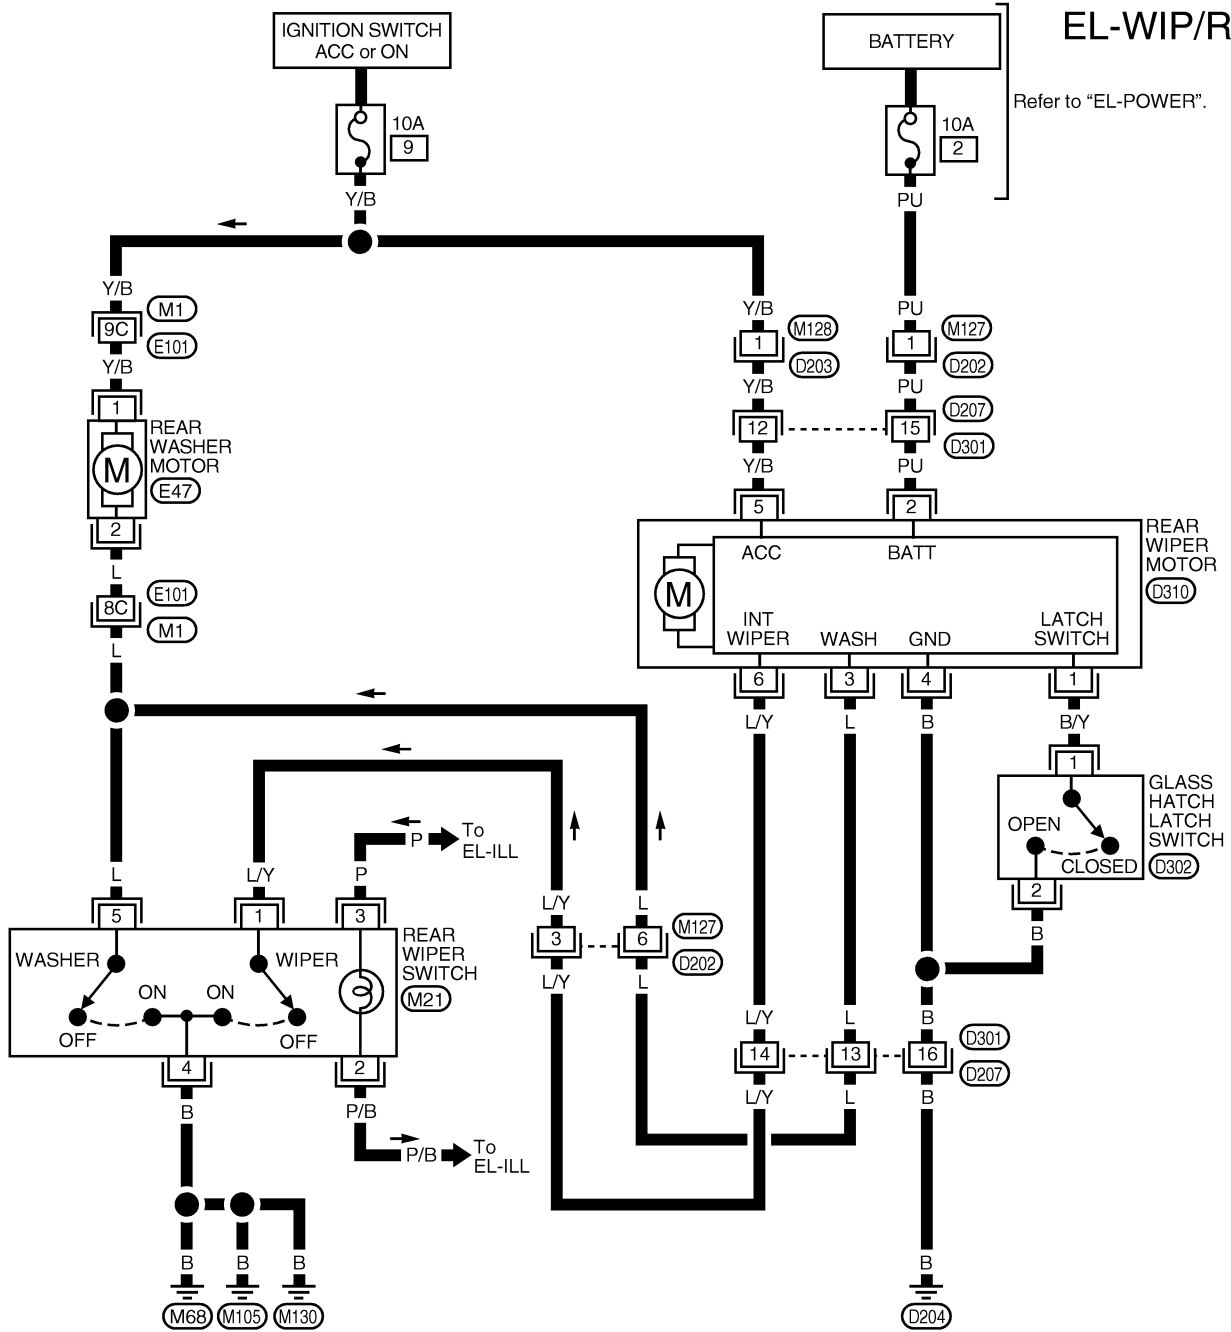 EL-WIP/R
IGNITION SWITCH
ACC or ON
BATTERY
Refer to “EL-POWER”.
10A
9
10A
2
Y/B
PU
Y/B
Y/B
PU
9C
M1
E101
1
M128
D203
1
M127
D202
Y/B
Y/B
PU
1
12
15
D207
D301
REAR
WASHER
MOTOR
E47
M
Y/B
PU
2
5
2
L
ACC
BATT
REAR
WIPER
MOTOR
D310
M
8C
E101
M1
INT
WIPER
WASH
GND
LATCH
SWITCH
L
6
3
4
1
L/Y
L
B
B/Y
1
GLASS
HATCH
LATCH
SWITCH
D302
OPEN
CLOSED
P
To
EL-ILL
L
L/Y
P
2
5
1
3
L/Y
L
B
3
6
M127
D202
REAR
WIPER
SWITCH
M21
WASHER
WIPER
ON
ON
OFF
OFF
L/Y
L
L/Y
L
B
14
13
16
D301
D207
4
2
L/Y
L
B
B
P/B
P/B
To
EL-ILL
B
B
B
B
M68
M105
M130
D204